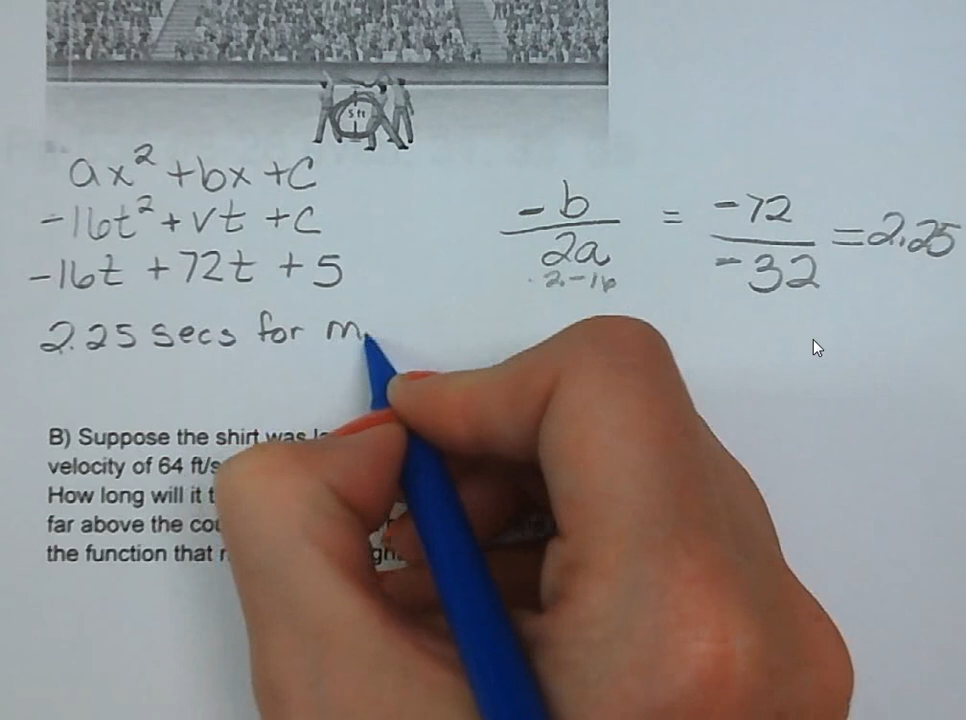 5 ft
ax² + bx + c
-16t² + vt + c
-16t + 72t + 5
-b / 2a = -72 / -32 = 2.25
2 · -16
2.25 secs for m
B) Suppose the shirt was
velocity of 64 ft/s
How long will it
far above the
the function that